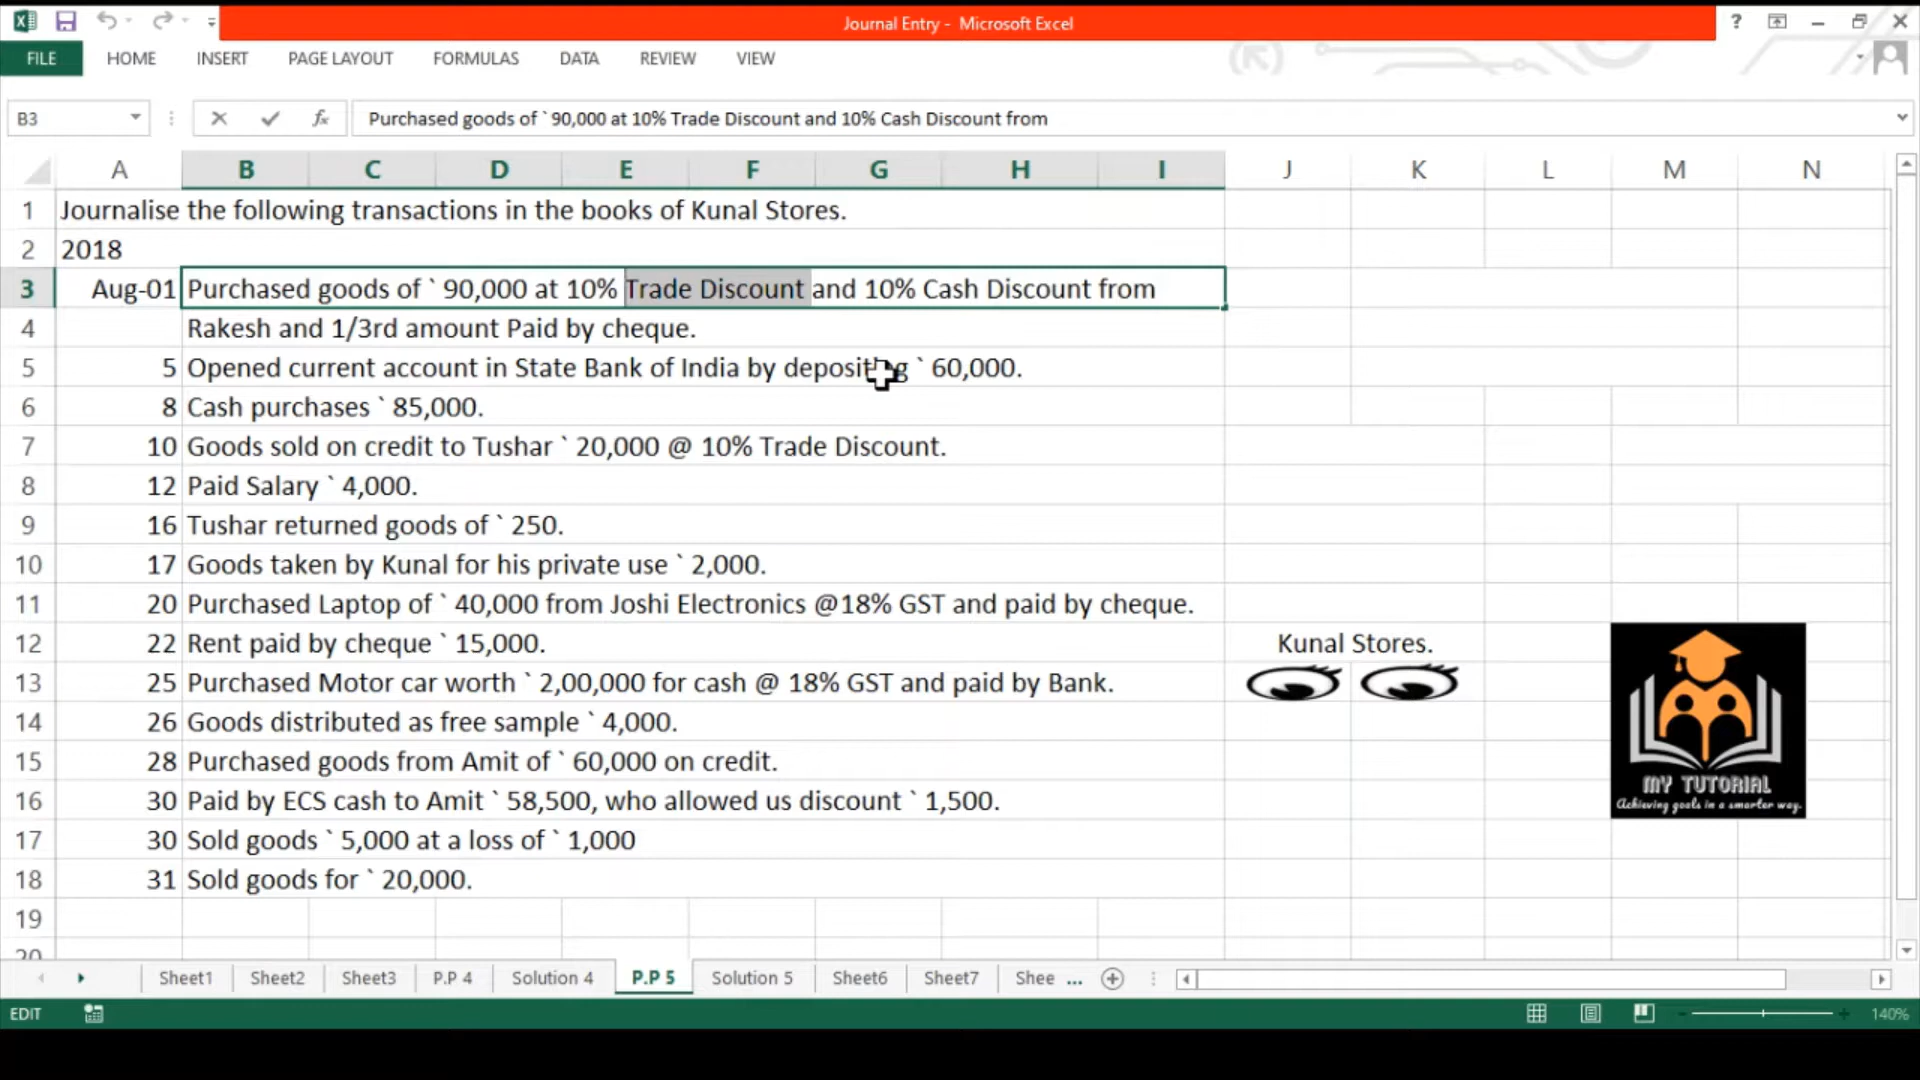 Journal Entry - Microsoft Excel
FILE HOME INSERT PAGE LAYOUT FORMULAS DATA REVIEW VIEW
B3 fx Purchased goods of ` 90,000 at 10% Trade Discount and 10% Cash Discount from
A B C D E F G H I J K L M N
1 Journalise the following transactions in the books of Kunal Stores.
2 2018
3 Aug-01 Purchased goods of ` 90,000 at 10% Trade Discount and 10% Cash Discount from
4 Rakesh and 1/3rd amount Paid by cheque.
5 5 Opened current account in State Bank of India by depositing ` 60,000.
6 8 Cash purchases ` 85,000.
7 10 Goods sold on credit to Tushar ` 20,000 @ 10% Trade Discount.
8 12 Paid Salary ` 4,000.
9 16 Tushar returned goods of ` 250.
10 17 Goods taken by Kunal for his private use ` 2,000.
11 20 Purchased Laptop of ` 40,000 from Joshi Electronics @18% GST and paid by cheque.
12 22 Rent paid by cheque ` 15,000. Kunal Stores.
13 25 Purchased Motor car worth ` 2,00,000 for cash @ 18% GST and paid by Bank.
14 26 Goods distributed as free sample ` 4,000.
15 28 Purchased goods from Amit of ` 60,000 on credit.
16 30 Paid by ECS cash to Amit ` 58,500, who allowed us discount ` 1,500.
MY TUTORIAL
Achieving goals in a smarter way.
17 30 Sold goods ` 5,000 at a loss of ` 1,000
18 31 Sold goods for ` 20,000.
19
20
Sheet1 Sheet2 Sheet3 P.P 4 Solution 4 P.P 5 Solution 5 Sheet6 Sheet7 Shee ...
EDIT 140%